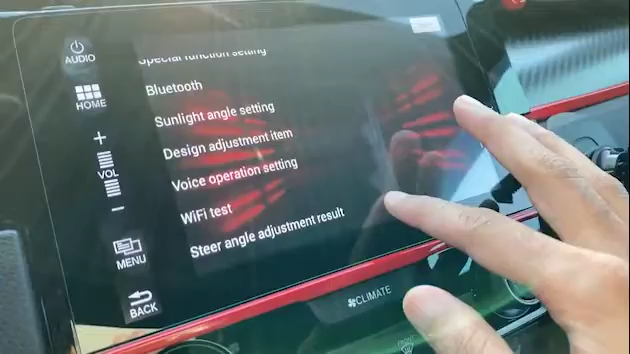 AUDIO
HOME
+
VOL
−
MENU
BACK
Special function setting
Bluetooth
Sunlight angle setting
Design adjustment item
Voice operation setting
WiFi test
Steer angle adjustment result
CLIMATE
FRONT